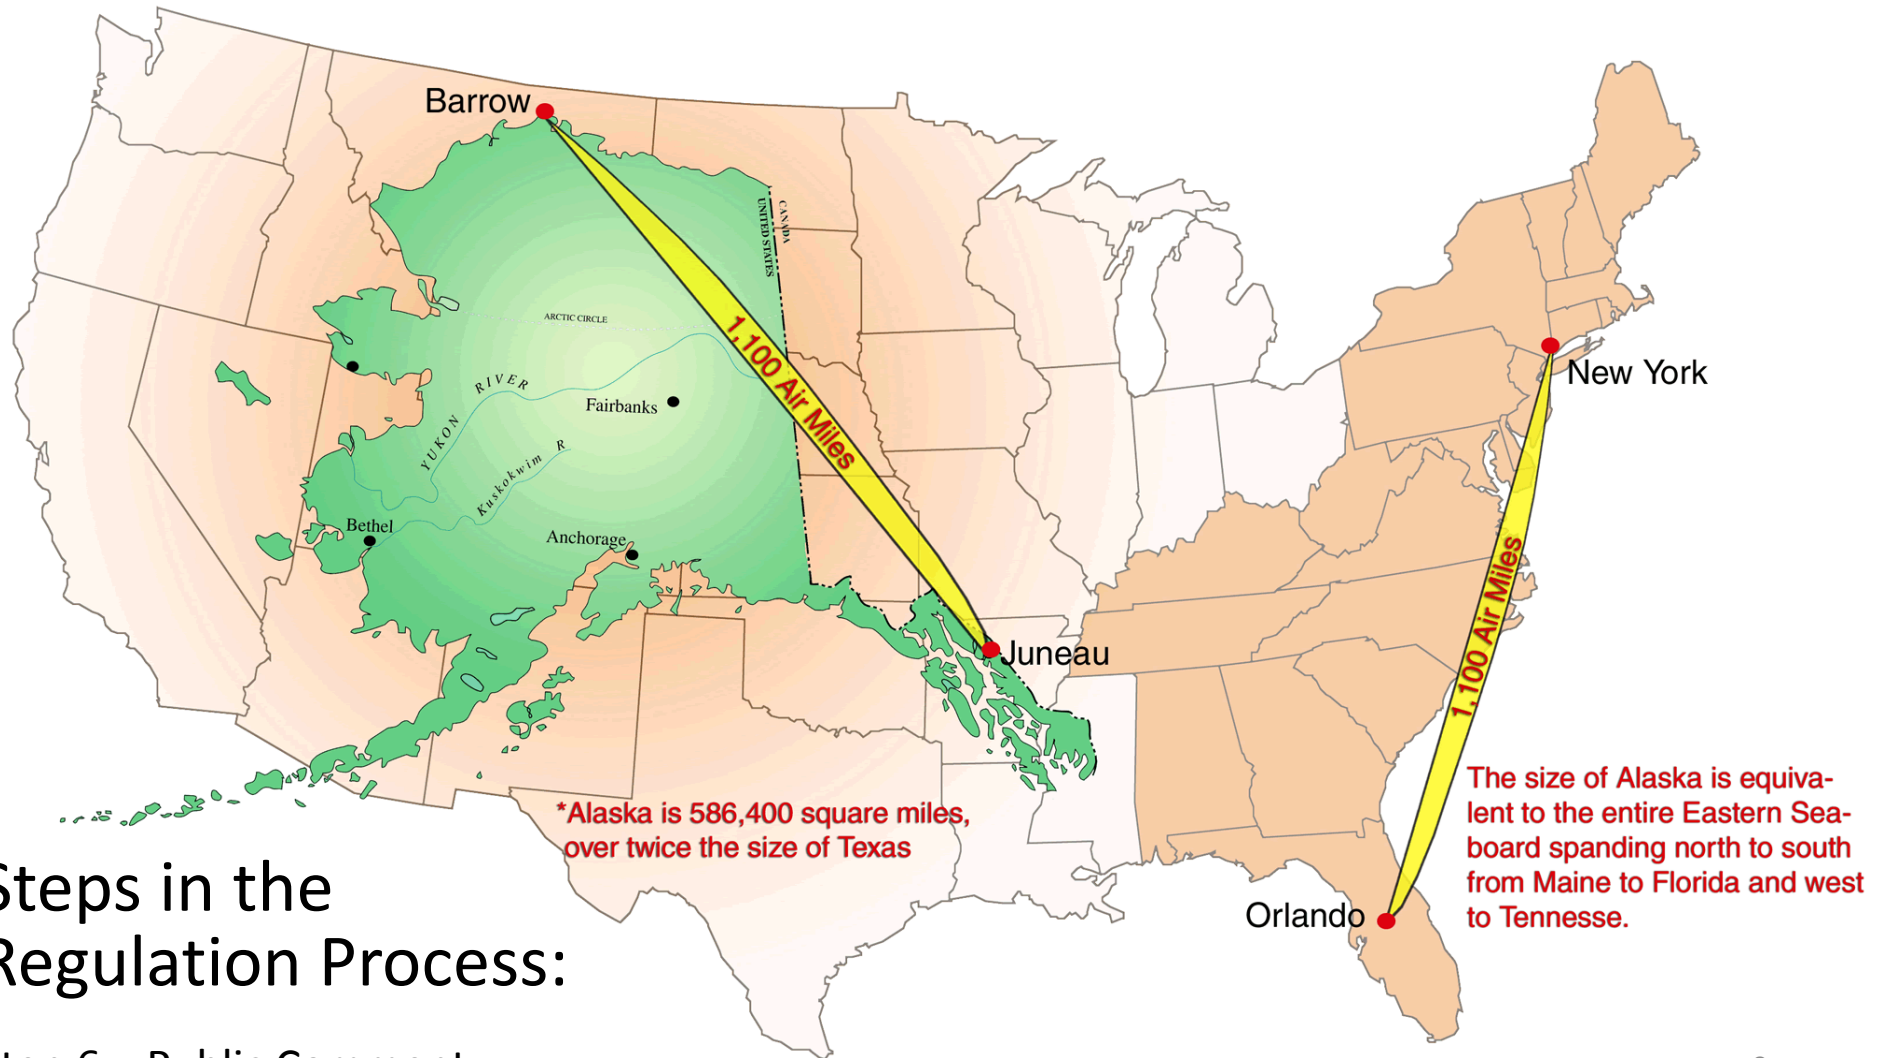 Barrow
CANADA
UNITED STATES
ARCTIC CIRCLE
1,100 Air Miles
YUKON RIVER
Fairbanks
Kuskokwim R
Bethel
Anchorage
Juneau
New York
1,100 Air Miles
Orlando
*Alaska is 586,400 square miles,
over twice the size of Texas
The size of Alaska is equiva-
lent to the entire Eastern Sea-
board spanding north to south
from Maine to Florida and west
to Tennesse.
Steps in the
Regulation Process:
Public Comment